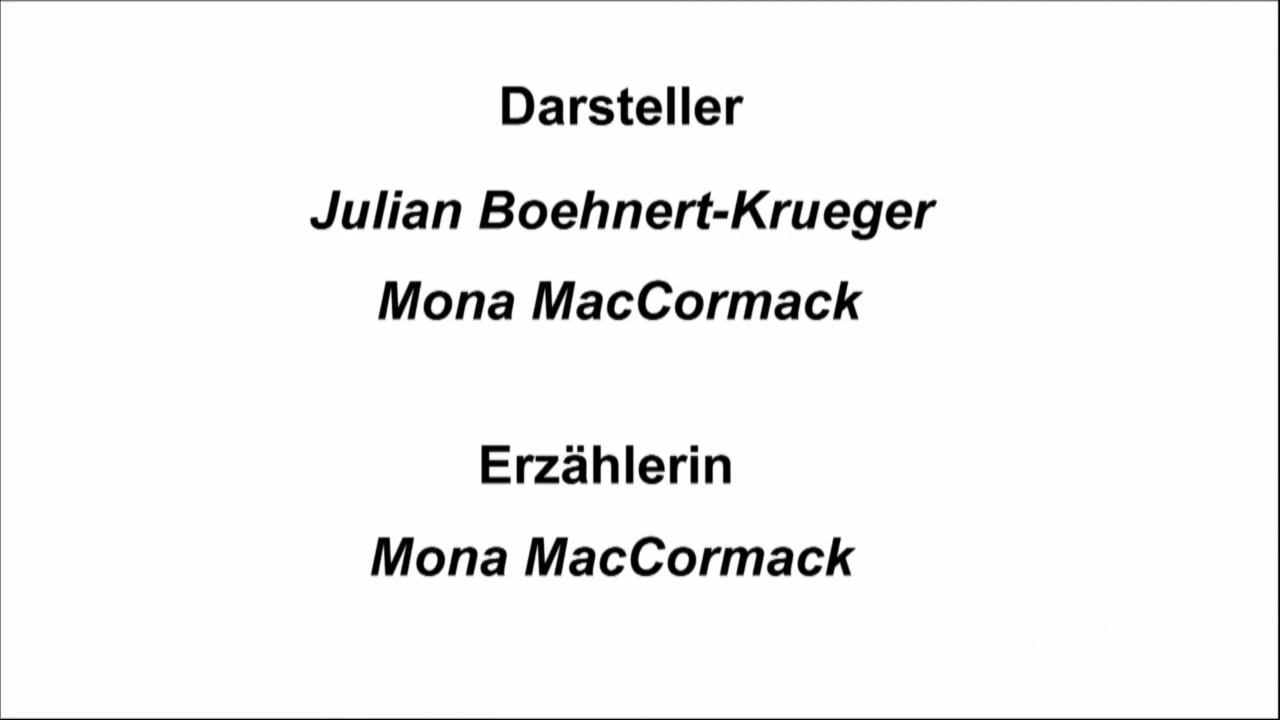 Darsteller
Julian Boehnert-Krueger
Mona MacCormack
Erzählerin
Mona MacCormack